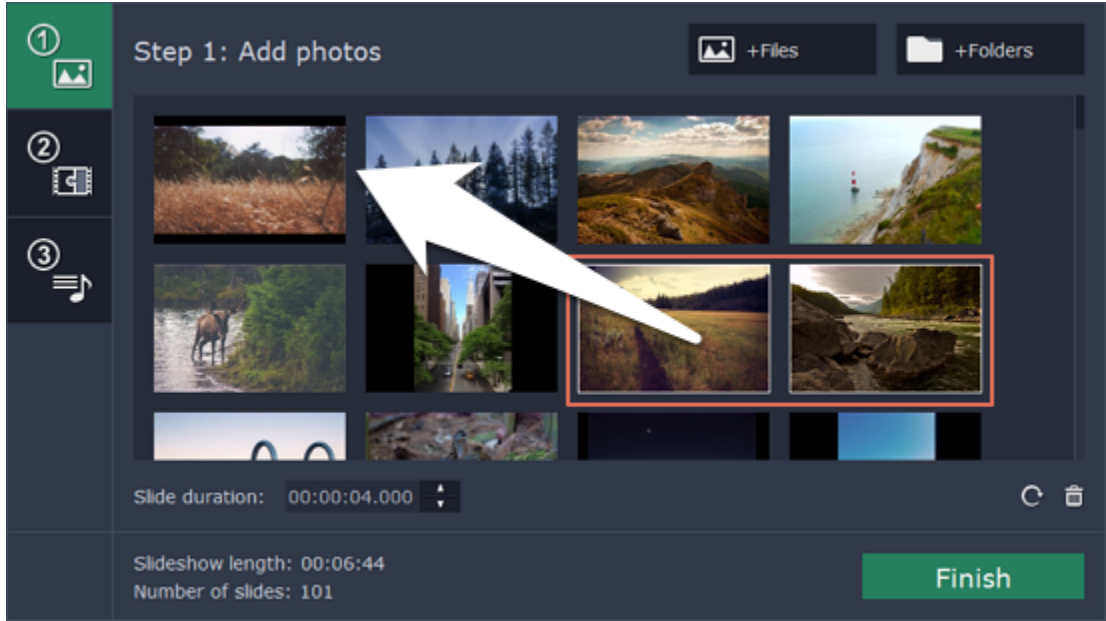 1
Step 1: Add photos
+Files
+Folders
2
3
Slide duration: 00:00:04.000
Slideshow length: 00:06:44
Number of slides: 101
Finish